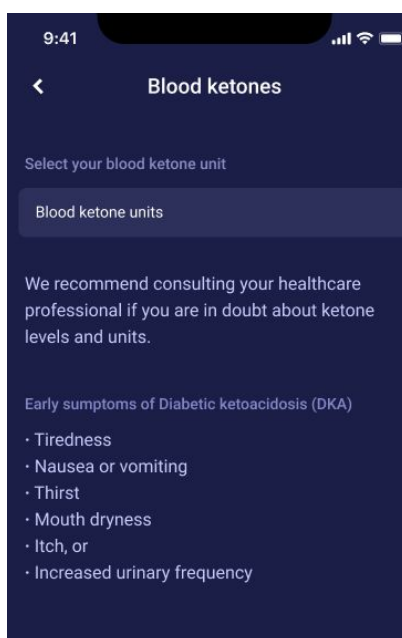 9:41
Blood ketones
Select your blood ketone unit
Blood ketone units
We recommend consulting your healthcare
professional if you are in doubt about ketone
levels and units.
Early sumptoms of Diabetic ketoacidosis (DKA)
· Tiredness
· Nausea or vomiting
· Thirst
· Mouth dryness
· Itch, or
· Increased urinary frequency